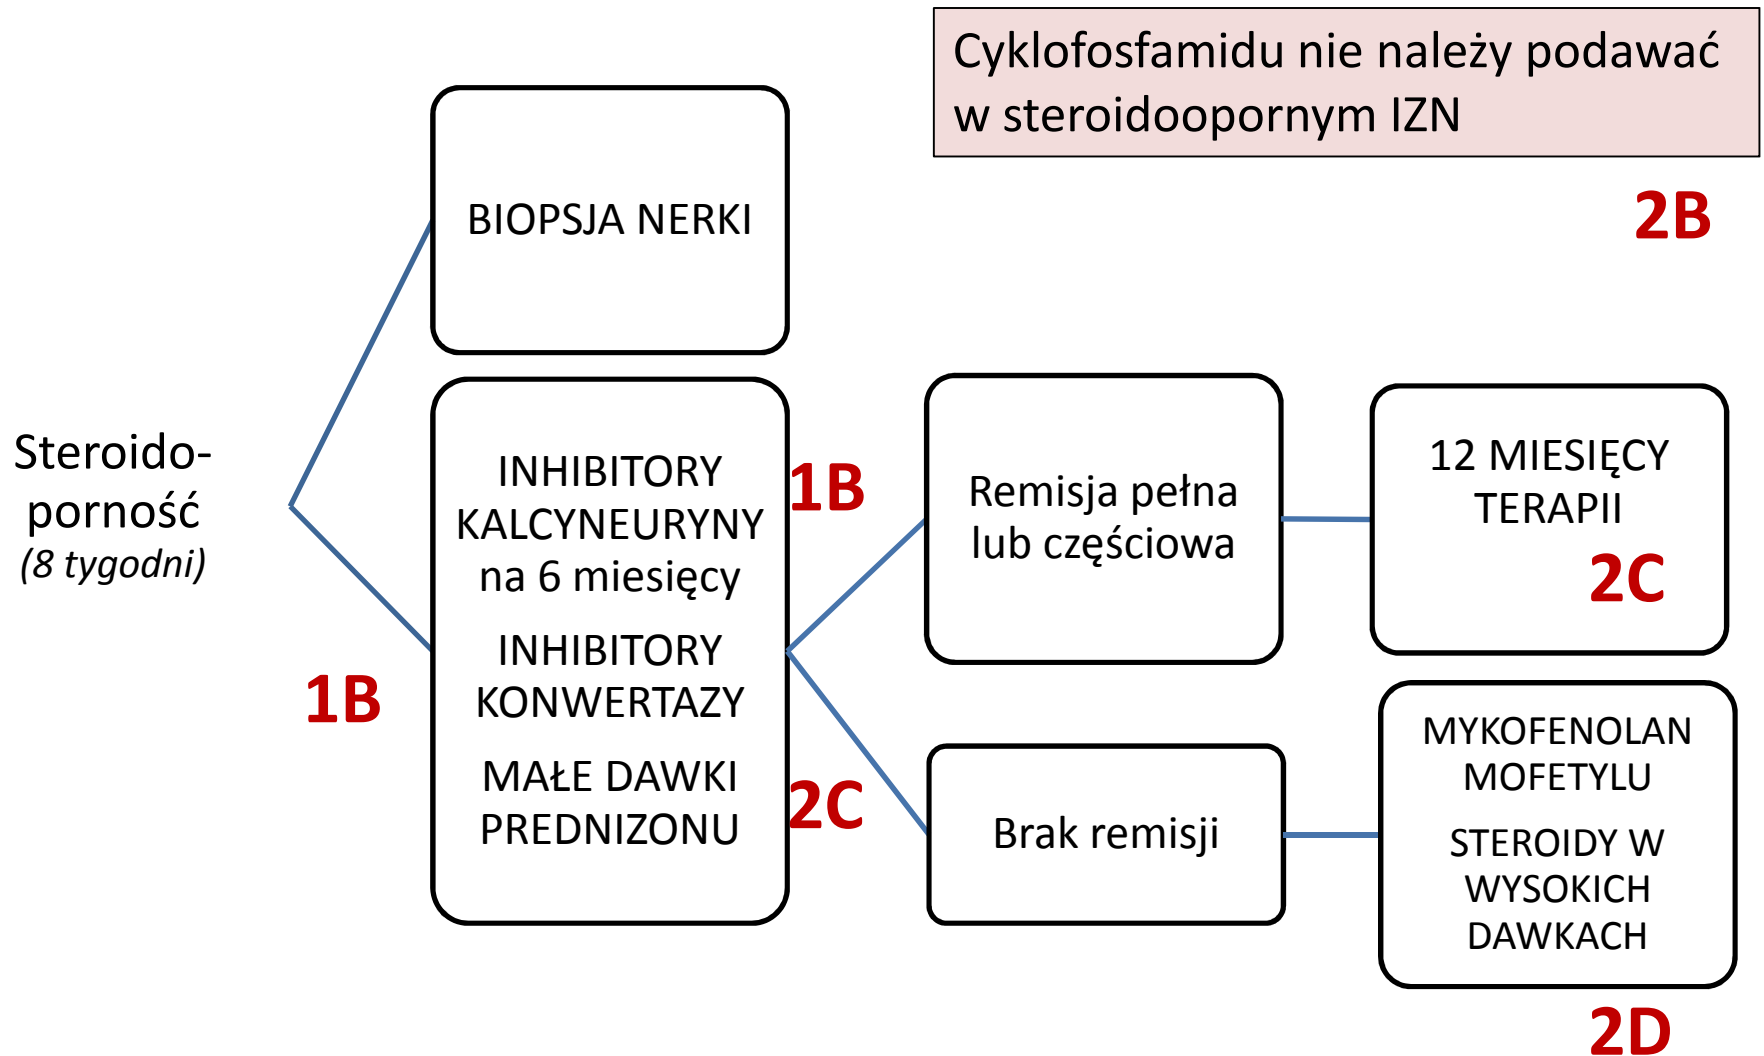 Cyklofosfamidu nie należy podawać
w steroidoopornym IZN
2B
BIOPSJA NERKI
Steroido-
porność
(8 tygodni)
1B
INHIBITORY
KALCYNEURYNY
na 6 miesięcy
INHIBITORY
KONWERTAZY
MAŁE DAWKI
PREDNIZONU
1B
2C
Remisja pełna
lub częściowa
12 MIESIĘCY
TERAPII
2C
Brak remisji
MYKOFENOLAN
MOFETYLU
STEROIDY W
WYSOKICH
DAWKACH
2D